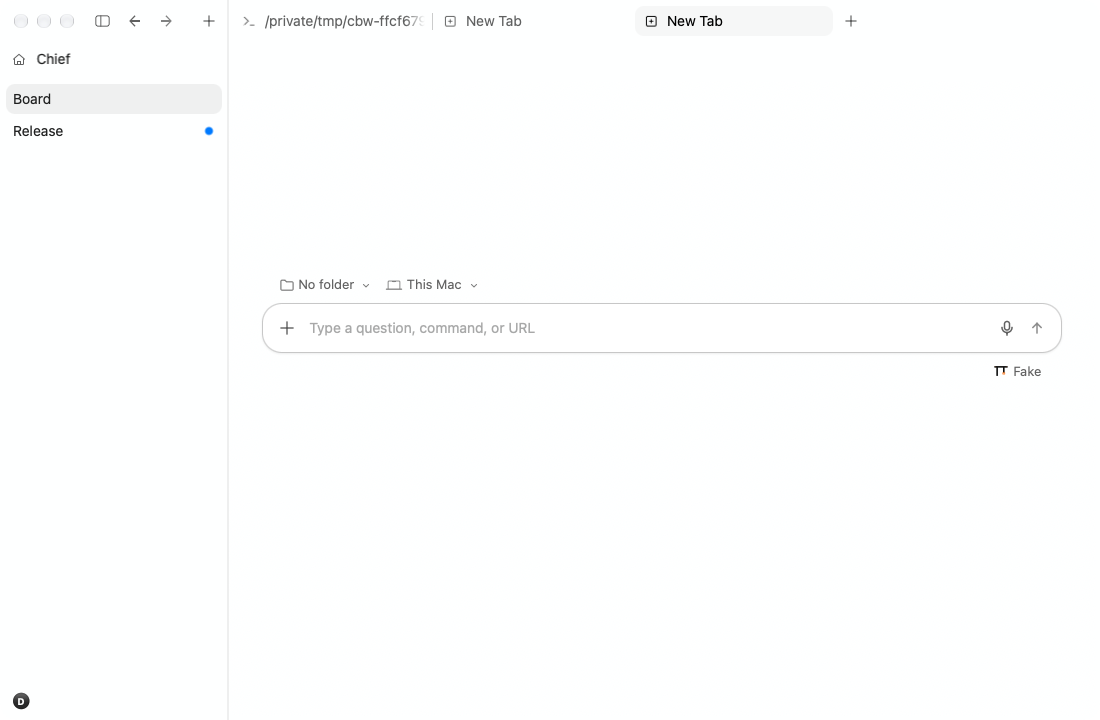 /private/tmp/cbw-ffcf679
New Tab
New Tab
Chief
Board
Release
No folder
This Mac
Type a question, command, or URL
Fake
D